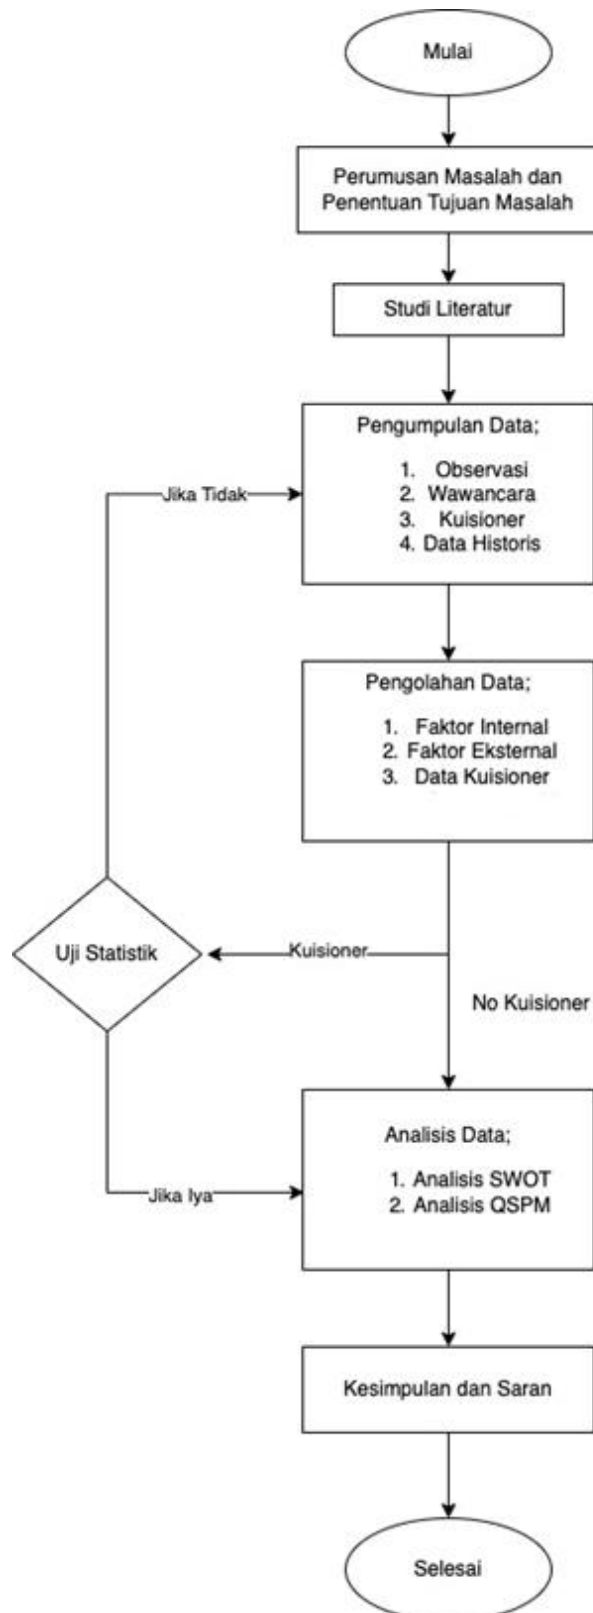 Mulai
Perumusan Masalah dan
Penentuan Tujuan Masalah
Studi Literatur
Pengumpulan Data;
1. Observasi
2. Wawancara
3. Kuisioner
4. Data Historis
Jika Tidak
Pengolahan Data;
1. Faktor Internal
2. Faktor Eksternal
3. Data Kuisioner
Uji Statistik
Kuisioner
No Kuisioner
Analisis Data;
1. Analisis SWOT
2. Analisis QSPM
Jika Iya
Kesimpulan dan Saran
Selesai